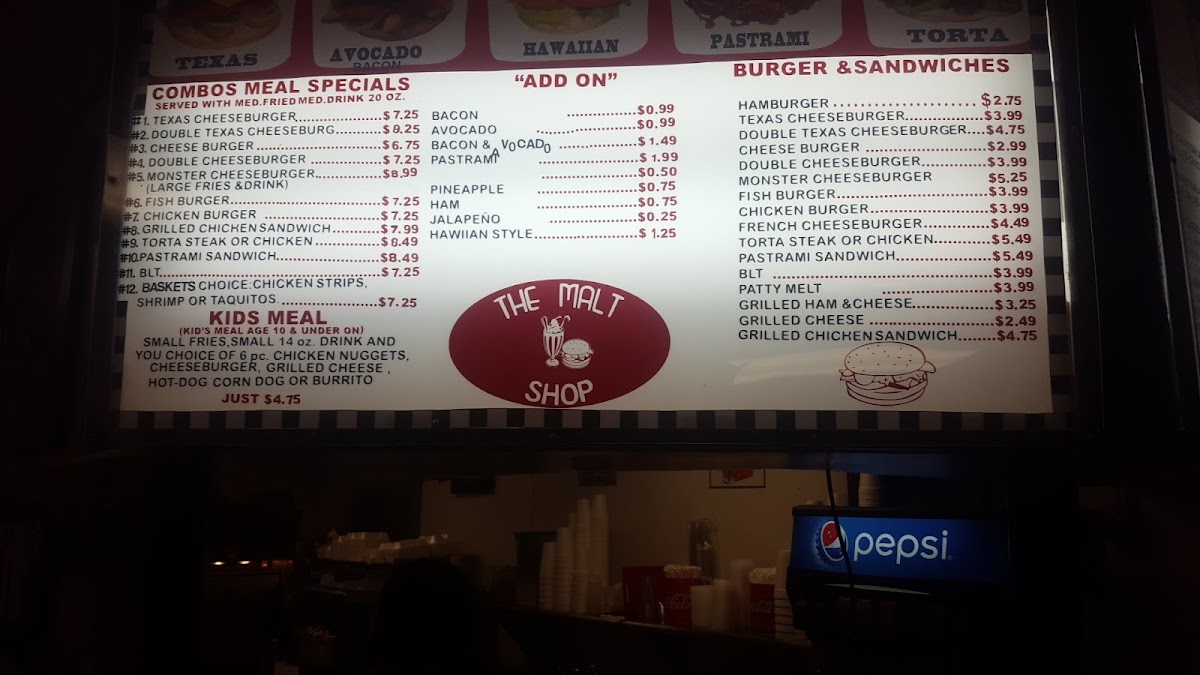 TEXAS
AVOCADO
BACON
HAWAIIAN
PASTRAMI
TORTA
COMBOS MEAL SPECIALS
SERVED WITH MED.FRIED MED.DRINK 20 OZ.
#1. TEXAS CHEESEBURGER $7.25
#2. DOUBLE TEXAS CHEESEBURG $8.25
#3. CHEESE BURGER $6.75
#4. DOUBLE CHEESEBURGER $7.25
#5. MONSTER CHEESEBURGER $8.99
(LARGE FRIES & DRINK)
#6. FISH BURGER $7.25
#7. CHICKEN BURGER $7.25
#8. GRILLED CHICKEN SANDWICH $7.99
#9. TORTA STEAK OR CHICKEN $8.49
#10. PASTRAMI SANDWICH $8.49
#11. BLT $7.25
#12. BASKETS CHOICE: CHICKEN STRIPS,
SHRIMP OR TAQUITOS. $7.25
KIDS MEAL
(KID'S MEAL AGE 10 & UNDER ON)
SMALL FRIES,SMALL 14 oz. DRINK AND
YOU CHOICE OF 6 pc. CHICKEN NUGGETS,
CHEESEBURGER, GRILLED CHEESE ,
HOT-DOG CORN DOG OR BURRITO
JUST $4.75
"ADD ON"
BACON $0.99
AVOCADO $0.99
BACON & AVOCADO $1.49
PASTRAMI $1.99
$0.50
PINEAPPLE $0.75
HAM $0.75
JALAPEÑO $0.25
HAWIIAN STYLE $1.25
THE MALT
SHOP
BURGER & SANDWICHES
HAMBURGER $2.75
TEXAS CHEESEBURGER $3.99
DOUBLE TEXAS CHEESEBURGER $4.75
CHEESE BURGER $2.99
DOUBLE CHEESEBURGER $3.99
MONSTER CHEESEBURGER $5.25
FISH BURGER $3.99
CHICKEN BURGER $3.99
FRENCH CHEESEBURGER $4.49
TORTA STEAK OR CHICKEN $5.49
PASTRAMI SANDWICH $5.49
BLT $3.99
PATTY MELT $3.99
GRILLED HAM & CHEESE $3.25
GRILLED CHEESE $2.49
GRILLED CHICKEN SANDWICH $4.75
pepsi